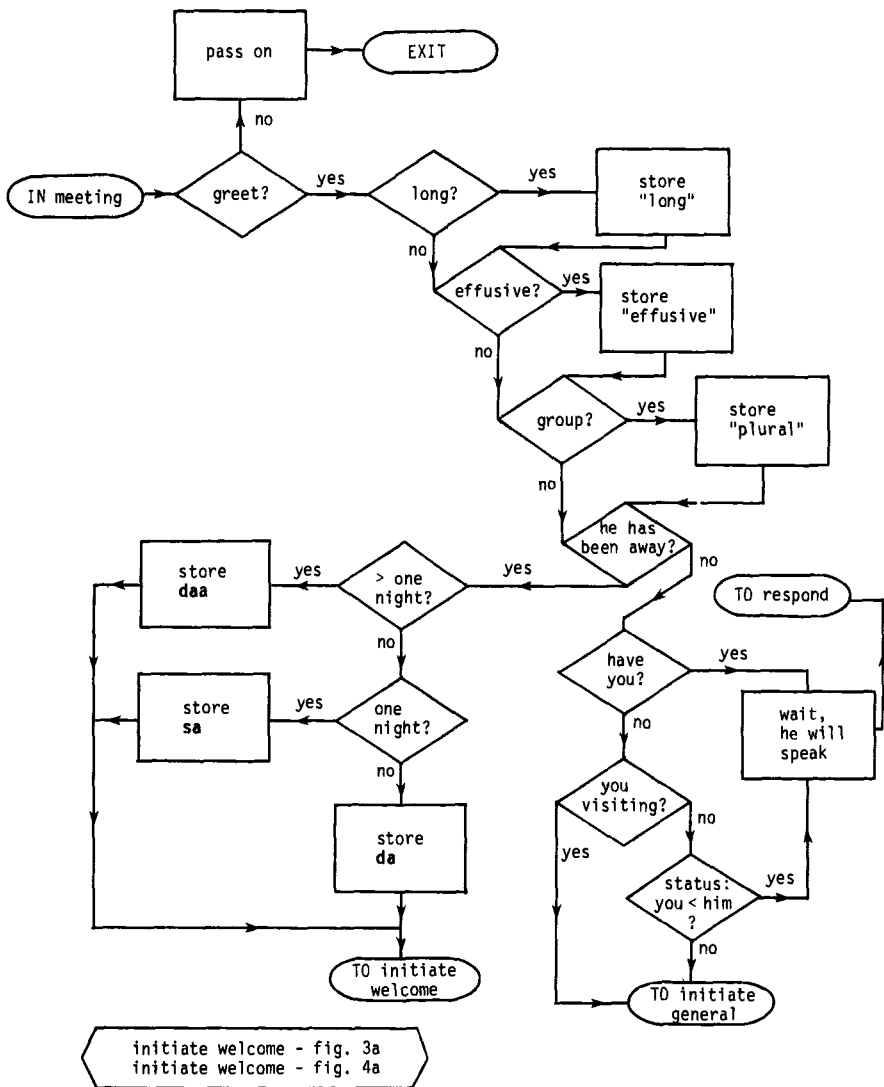 pass on
EXIT
no
IN meeting
greet?
yes
long?
yes
store
"long"
no
effusive?
yes
store
"effusive"
no
group?
yes
store
"plural"
no
he has
been away?
no
yes
> one
night?
yes
store
daa
no
TO respond
have
you?
yes
one
night?
yes
store
sa
no
wait,
he will
speak
no
you
visiting?
no
yes
store
da
status:
you < him
?
yes
no
TO initiate
welcome
TO initiate
general
initiate welcome - fig. 3a
initiate welcome - fig. 4a